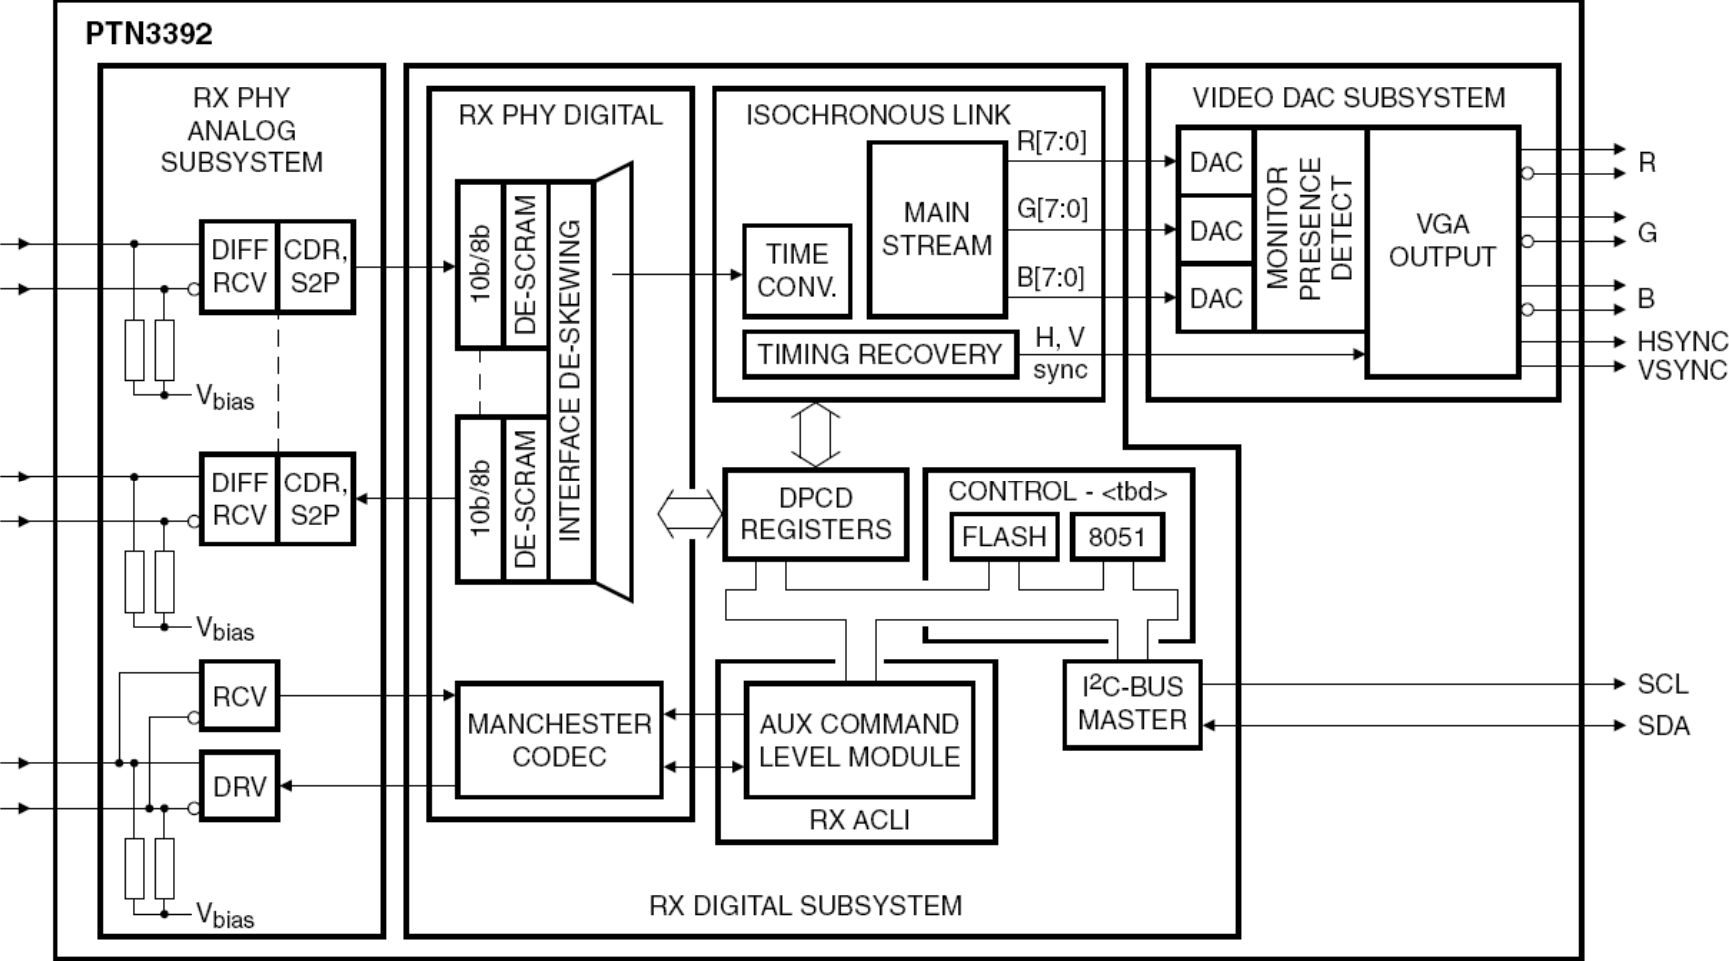 PTN3392
RX PHY
ANALOG
SUBSYSTEM
DIFF
RCV
CDR,
S2P
Vbias
DIFF
RCV
CDR,
S2P
Vbias
RCV
DRV
Vbias
RX PHY DIGITAL
10b/8b
DE-SCRAM
INTERFACE DE-SKEWING
10b/8b
DE-SCRAM
MANCHESTER
CODEC
ISOCHRONOUS LINK
TIME
CONV.
MAIN
STREAM
R[7:0]
G[7:0]
B[7:0]
TIMING RECOVERY
H, V
sync
DPCD
REGISTERS
CONTROL - <tbd>
FLASH
8051
AUX COMMAND
LEVEL MODULE
RX ACLI
I²C-BUS
MASTER
RX DIGITAL SUBSYSTEM
VIDEO DAC SUBSYSTEM
DAC
DAC
DAC
MONITOR
PRESENCE
DETECT
VGA
OUTPUT
R
G
B
HSYNC
VSYNC
SCL
SDA